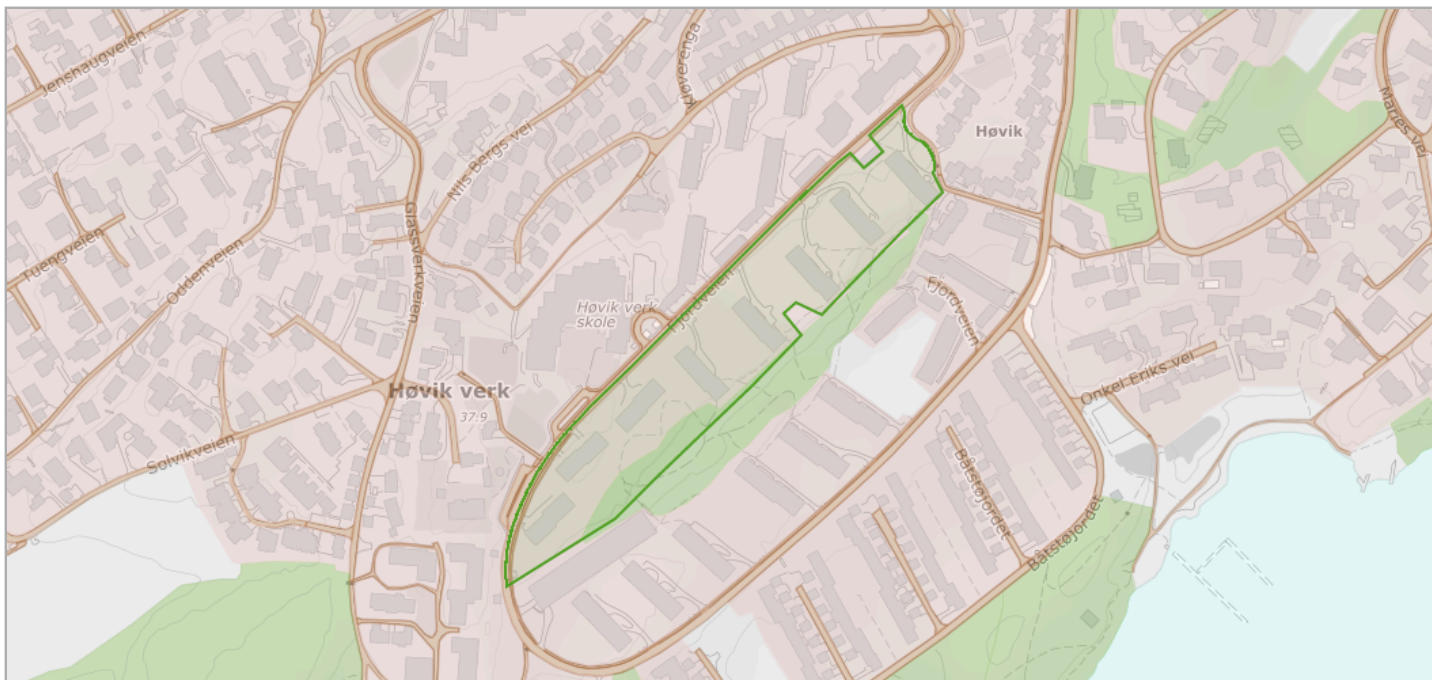 Jenshaugveien
Kloverenga
Maries vei
Høvik
Nils Bergs vei
Glassverkveien
Tuengveien
Oddenveien
Fjordveien
Høvik verk
skole
Fjordveien
Høvik verk
37.9
Onkel Eriks vei
Solvikveien
Båtstøjordet
Båtstøjordet